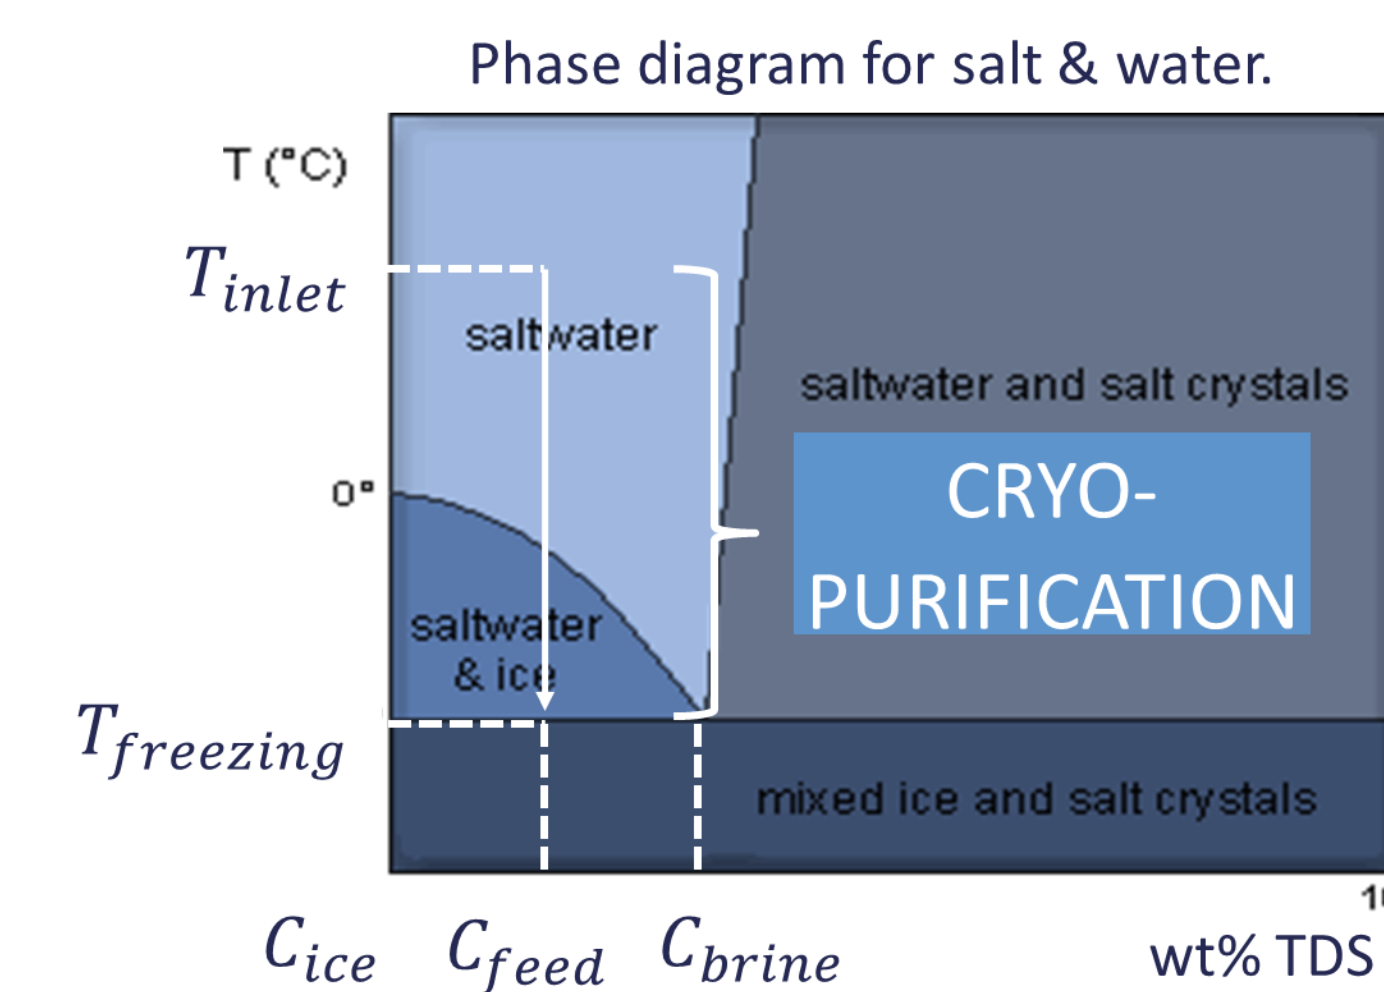 Phase diagram for salt & water.
T (°C)
T_inlet
saltwater
saltwater and salt crystals
CRYO-
PURIFICATION
0°
saltwater
& ice
T_freezing
mixed ice and salt crystals
C_ice C_feed C_brine
wt% TDS